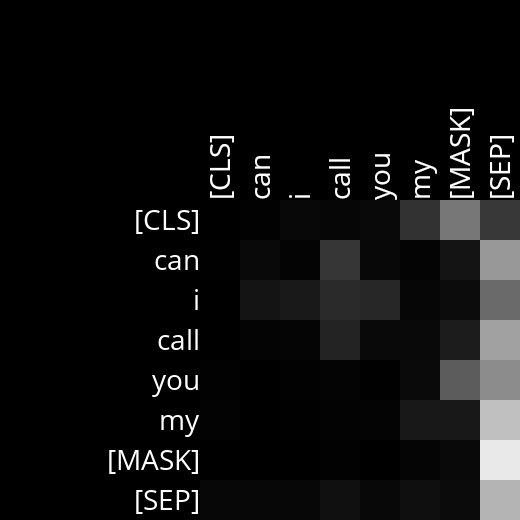 [CLS] can i call you my [MASK] [SEP]
[CLS]
can
i
call
you
my
[MASK]
[SEP]